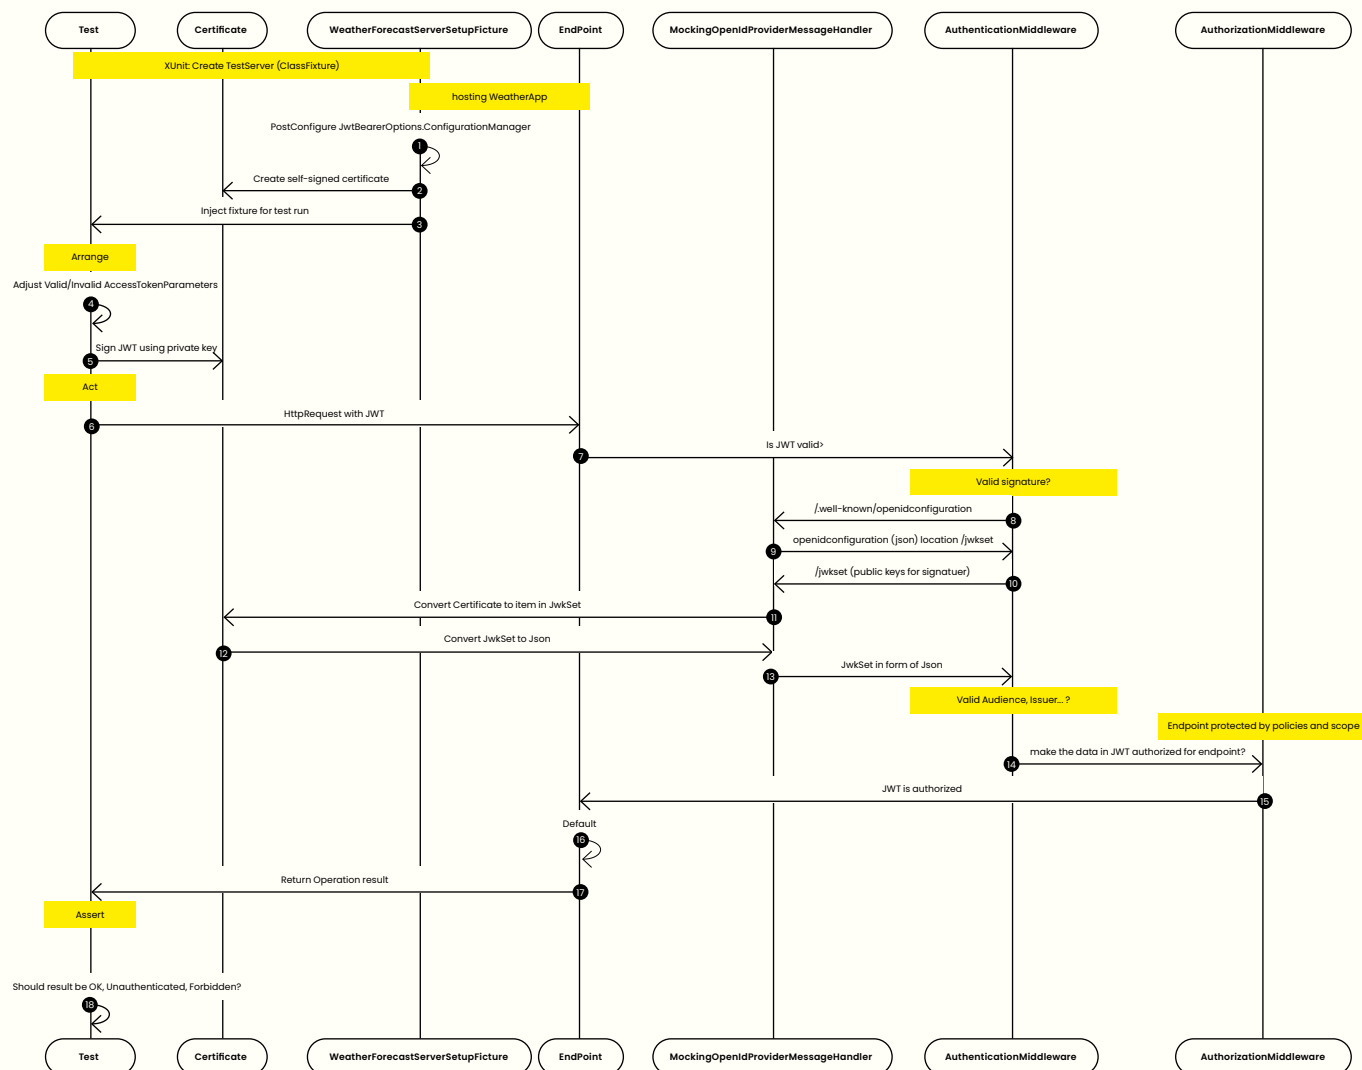 Test
Certificate
WeatherForecastServerSetupFicture
EndPoint
MockingOpenIdProviderMessageHandler
AuthenticationMiddleware
AuthorizationMiddleware
XUnit: Create TestServer (ClassFixture)
hosting WeatherApp
PostConfigure JwtBearerOptions.ConfigurationManager
1
Create self-signed certificate
2
Inject fixture for test run
3
Arrange
Adjust Valid/Invalid AccessTokenParameters
4
Sign JWT using private key
5
Act
HttpRequest with JWT
6
Is JWT valid>
7
Valid signature?
/.well-known/openidconfiguration
8
openidconfiguration (json) location /jwkset
9
/jwkset (public keys for signatuer)
10
Convert Certificate to item in JwkSet
11
Convert JwkSet to Json
12
JwkSet in form of Json
13
Valid Audience, Issuer... ?
Endpoint protected by policies and scope
make the data in JWT authorized for endpoint?
14
JWT is authorized
15
Default
16
Return Operation result
17
Assert
Should result be OK, Unauthenticated, Forbidden?
18
Test
Certificate
WeatherForecastServerSetupFicture
EndPoint
MockingOpenIdProviderMessageHandler
AuthenticationMiddleware
AuthorizationMiddleware